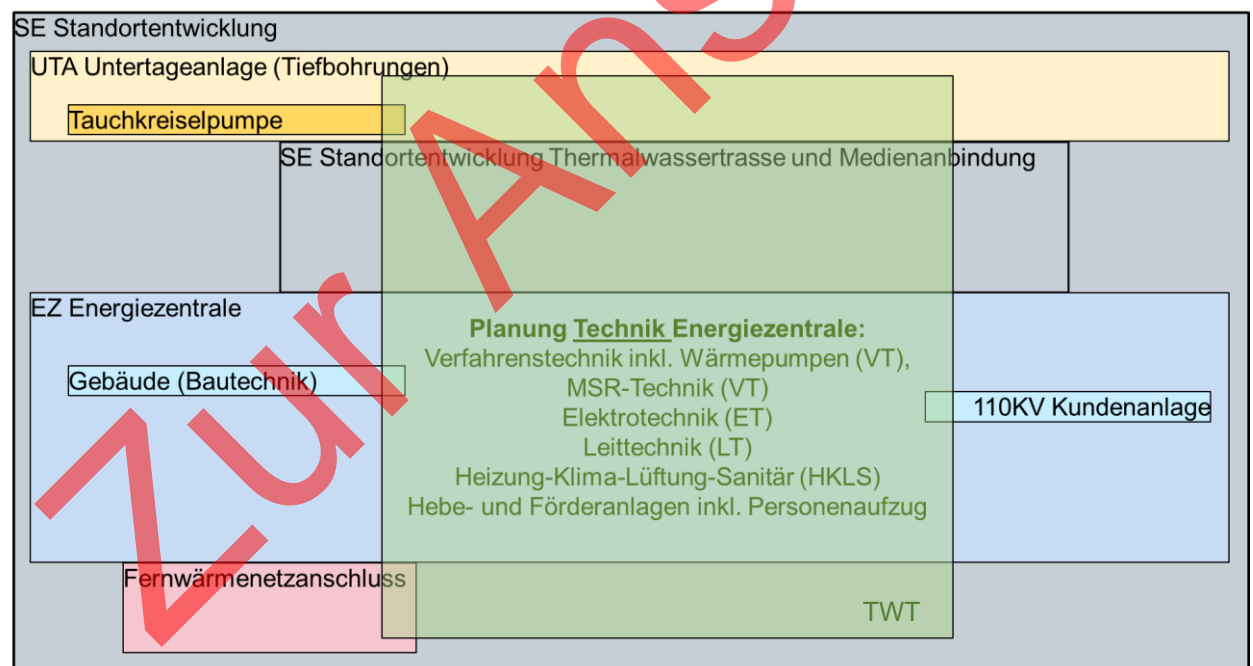 SE Standortentwicklung
UTA Untertageanlage (Tiefbohrungen)
Tauchkreiselpumpe
SE Standortentwicklung Thermalwassertrasse und Medienanbindung
EZ Energiezentrale
Planung Technik Energiezentrale:
Verfahrenstechnik inkl. Wärmepumpen (VT),
Gebäude (Bautechnik)
MSR-Technik (VT)
110KV Kundenanlage
Elektrotechnik (ET)
Leittechnik (LT)
Heizung-Klima-Lüftung-Sanitär (HKLS)
Hebe- und Förderanlagen inkl. Personenaufzug
Fernwärmenetzanschluss
TWT
Zur Ans